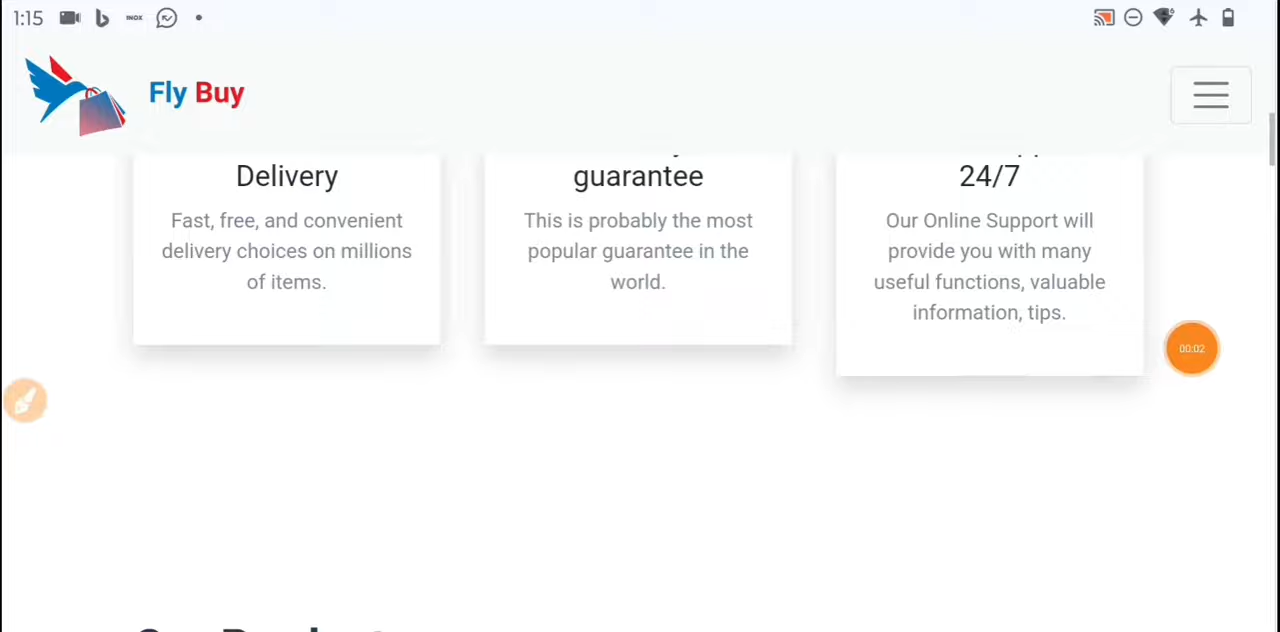 1:15
INOX
Fly Buy
Delivery
Fast, free, and convenient
delivery choices on millions
of items.
guarantee
This is probably the most
popular guarantee in the
world.
24/7
Our Online Support will
provide you with many
useful functions, valuable
information, tips.
00:02